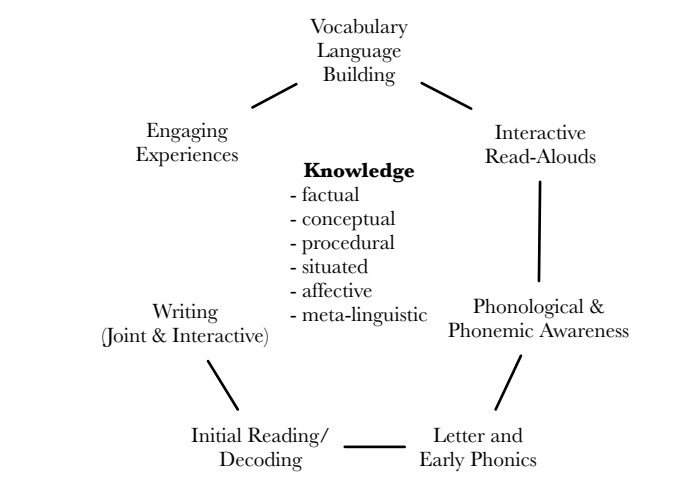 Vocabulary
Language
Building
Engaging
Experiences
Interactive
Read-Alouds
Knowledge
- factual
- conceptual
- procedural
- situated
- affective
- meta-linguistic
Writing
(Joint & Interactive)
Phonological &
Phonemic Awareness
Initial Reading/
Decoding
Letter and
Early Phonics